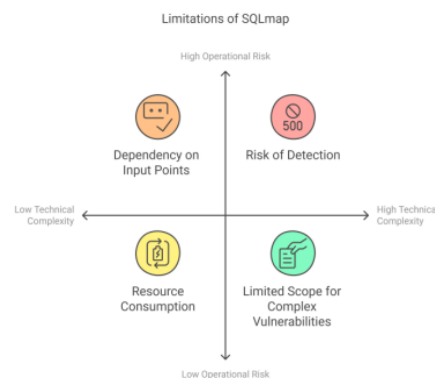 Limitations of SQLmap
High Operational Risk
500
Dependency on
Input Points
Risk of Detection
Low Technical
Complexity
High Technical
Complexity
Resource
Consumption
Limited Scope for
Complex
Vulnerabilities
Low Operational Risk